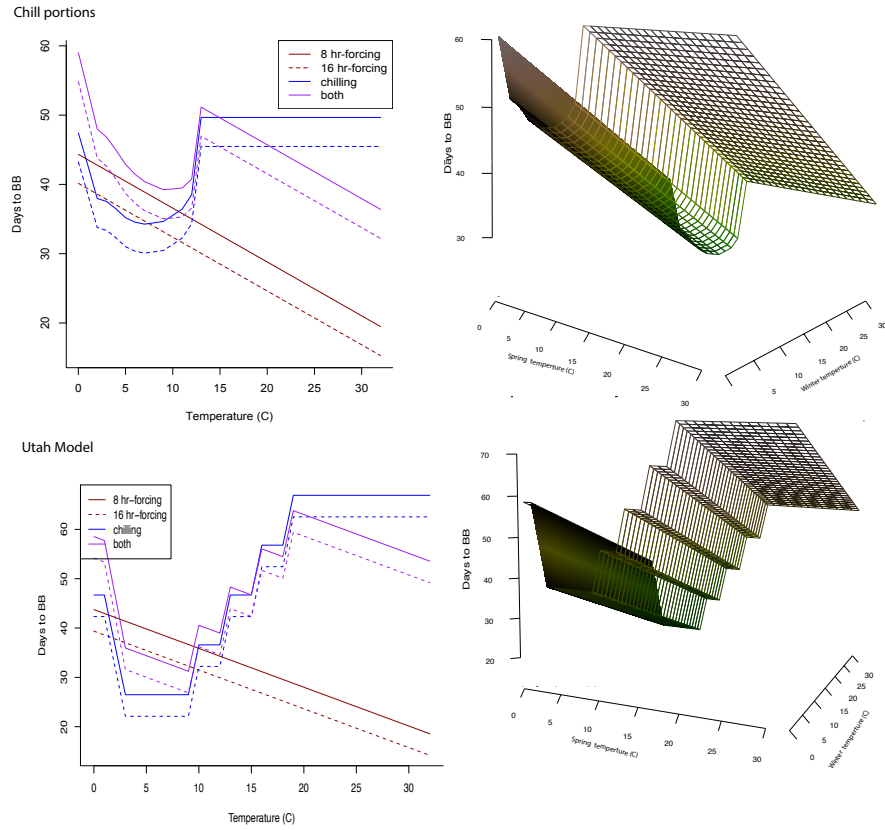 Chill portions
60
50
40
30
20
Days to BB
8 hr-forcing
16 hr-forcing
chilling
both
0 5 10 15 20 25 30
Temperature (C)
60
50
40
30
Days to BB
0 5 10 15 20 25 30
Spring temperture (C)
5 10 15 20 25 30
Winter temperture (C)
Utah Model
60
50
40
30
20
Days to BB
8 hr-forcing
16 hr-forcing
chilling
both
0 5 10 15 20 25 30
Temperature (C)
70
60
50
40
30
20
Days to BB
0 5 10 15 20 25 30
Spring temperture (C)
0 5 10 15 20 25 30
Winter temperture (C)